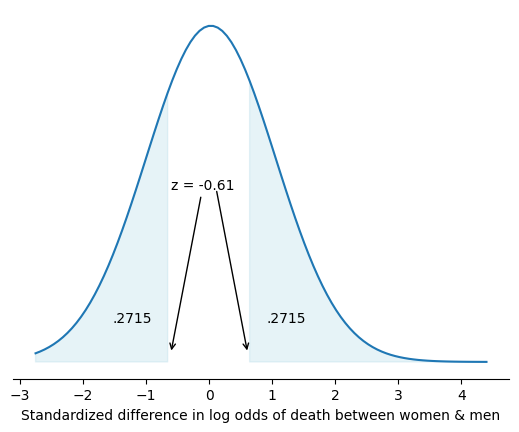 z = -0.61
.2715 .2715
−3 −2 −1 0 1 2 3 4
Standardized difference in log odds of death between women & men